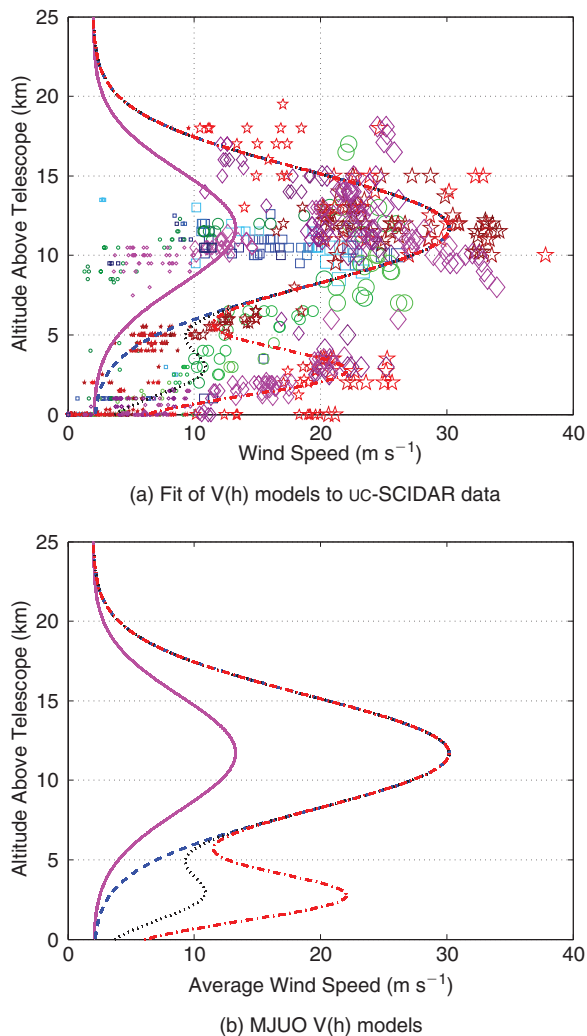 25
20
15
10
5
0
Altitude Above Telescope (km)
0 10 20 30 40
Wind Speed (m s⁻¹)
(a) Fit of V(h) models to UC-SCIDAR data
25
20
15
10
5
0
Altitude Above Telescope (km)
0 10 20 30 40
Average Wind Speed (m s⁻¹)
(b) MJUO V(h) models